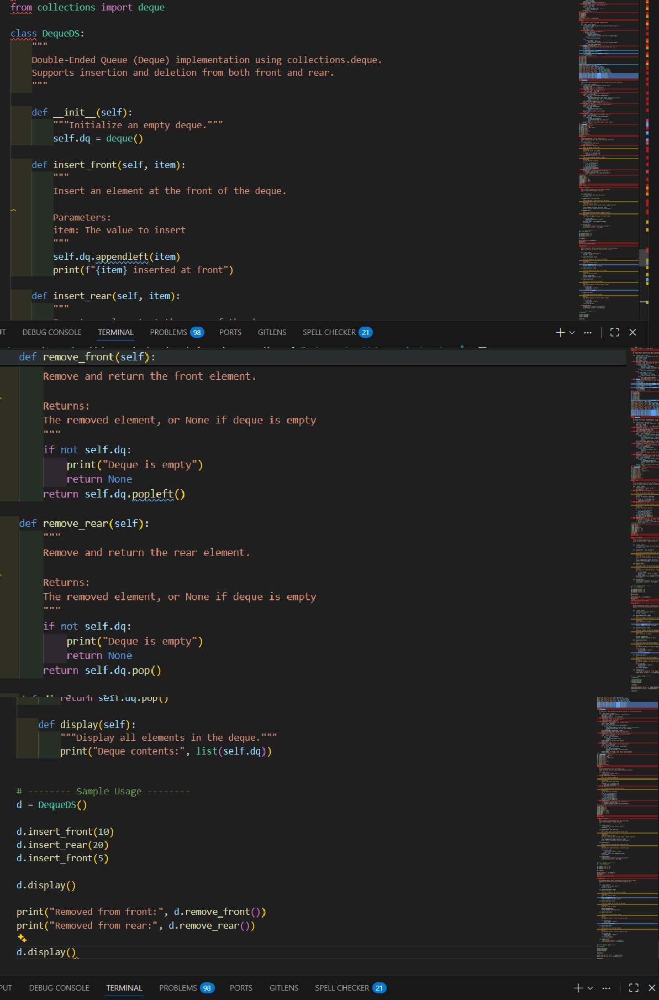 from collections import deque
class DequeDS:
"""
Double-Ended Queue (Deque) implementation using collections.deque.
Supports insertion and deletion from both front and rear.
"""
def __init__(self):
"""Initialize an empty deque."""
self.dq = deque()
def insert_front(self, item):
"""
Insert an element at the front of the deque.
Parameters:
item: The value to insert
"""
self.dq.appendleft(item)
print(f"{item} inserted at front")
def insert_rear(self, item):
"""
DEBUG CONSOLE TERMINAL PROBLEMS 98 PORTS GITLENS SPELL CHECKER 21
def remove_front(self):
Remove and return the front element.
Returns:
The removed element, or None if deque is empty
"""
if not self.dq:
print("Deque is empty")
return None
return self.dq.popleft()
def remove_rear(self):
"""
Remove and return the rear element.
Returns:
The removed element, or None if deque is empty
"""
if not self.dq:
print("Deque is empty")
return None
return self.dq.pop()
return self.dq.pop()
def display(self):
"""Display all elements in the deque."""
print("Deque contents:", list(self.dq))
# -------- Sample Usage --------
d = DequeDS()
d.insert_front(10)
d.insert_rear(20)
d.insert_front(5)
d.display()
print("Removed from front:", d.remove_front())
print("Removed from rear:", d.remove_rear())
d.display()
PUT DEBUG CONSOLE TERMINAL PROBLEMS 98 PORTS GITLENS SPELL CHECKER 21